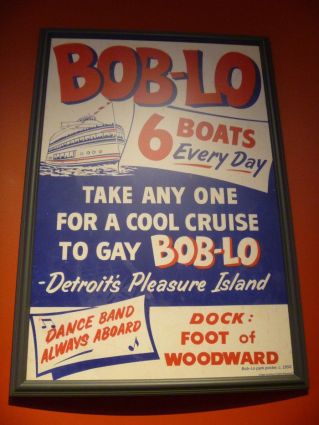 BOB-LO
6 BOATS
Every Day
TAKE ANY ONE
FOR A COOL CRUISE
TO GAY BOB-LO
-Detroit's Pleasure Island
DANCE BAND
ALWAYS ABOARD
DOCK:
FOOT of
WOODWARD